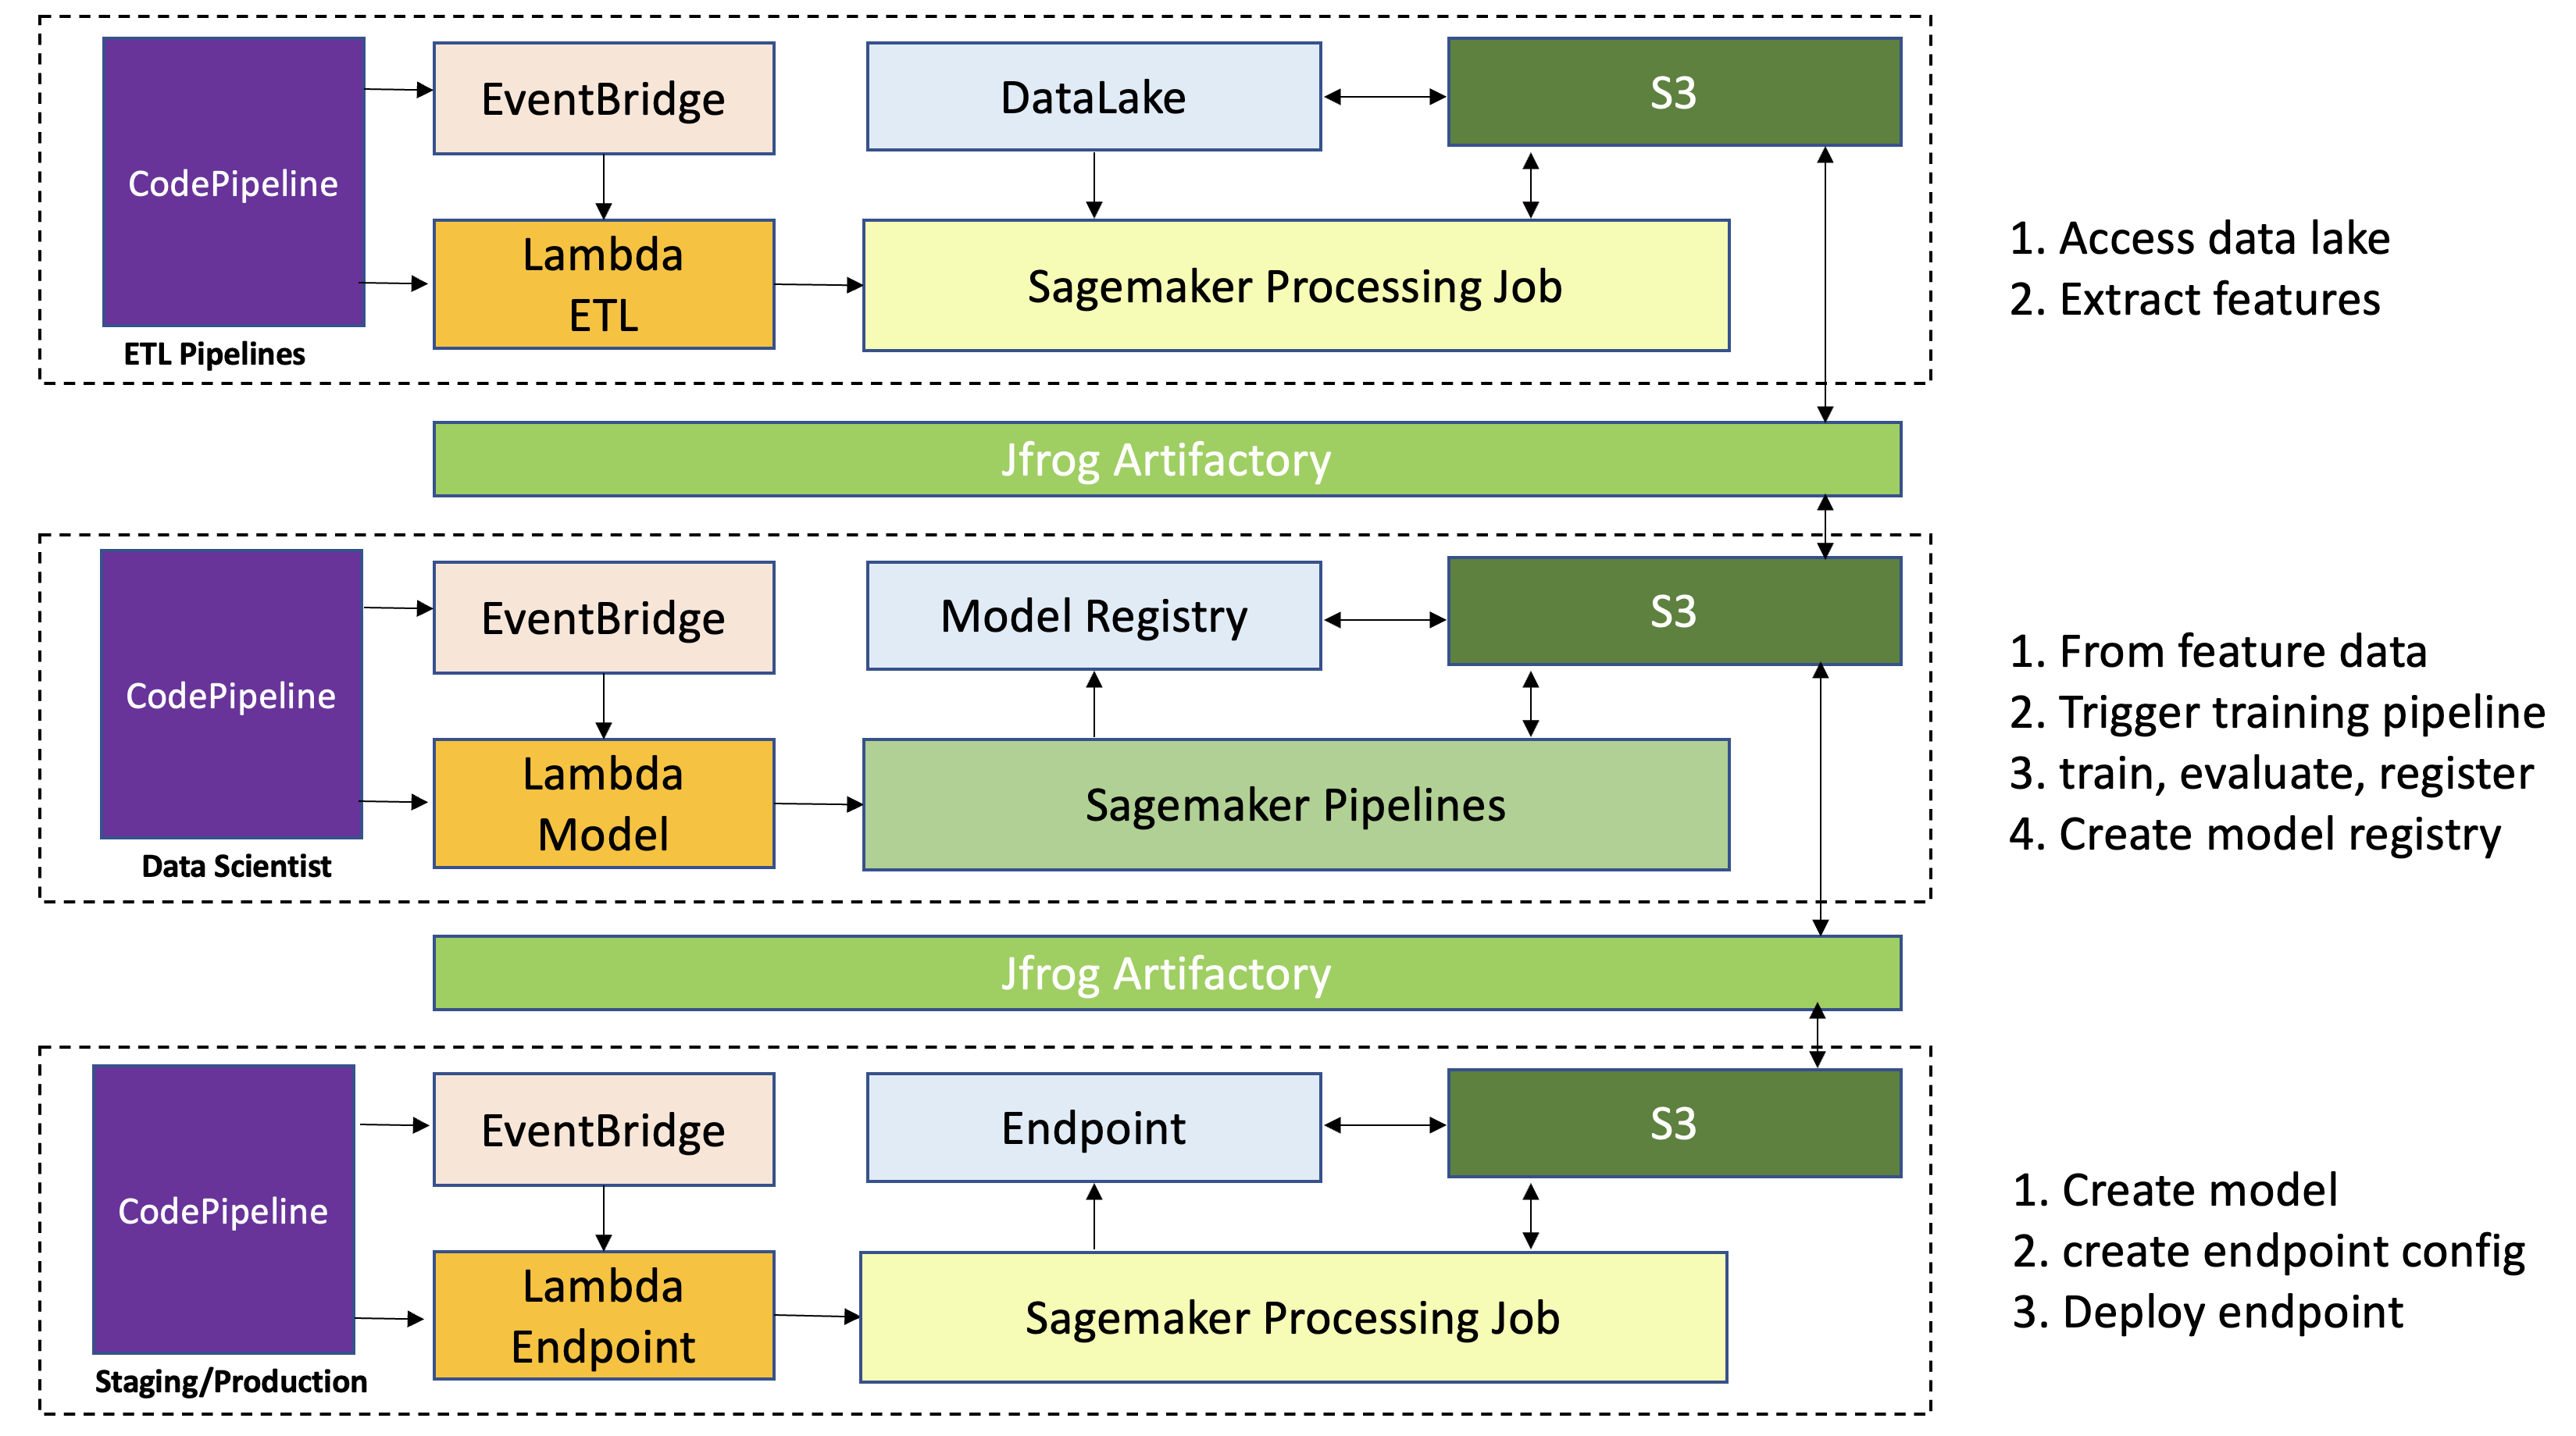 CodePipeline
ETL Pipelines
EventBridge
Lambda
ETL
DataLake
S3
Sagemaker Processing Job
1. Access data lake
2. Extract features
Jfrog Artifactory
CodePipeline
Data Scientist
EventBridge
Lambda
Model
Model Registry
S3
Sagemaker Pipelines
1. From feature data
2. Trigger training pipeline
3. train, evaluate, register
4. Create model registry
Jfrog Artifactory
CodePipeline
Staging/Production
EventBridge
Lambda
Endpoint
Endpoint
S3
Sagemaker Processing Job
1. Create model
2. create endpoint config
3. Deploy endpoint